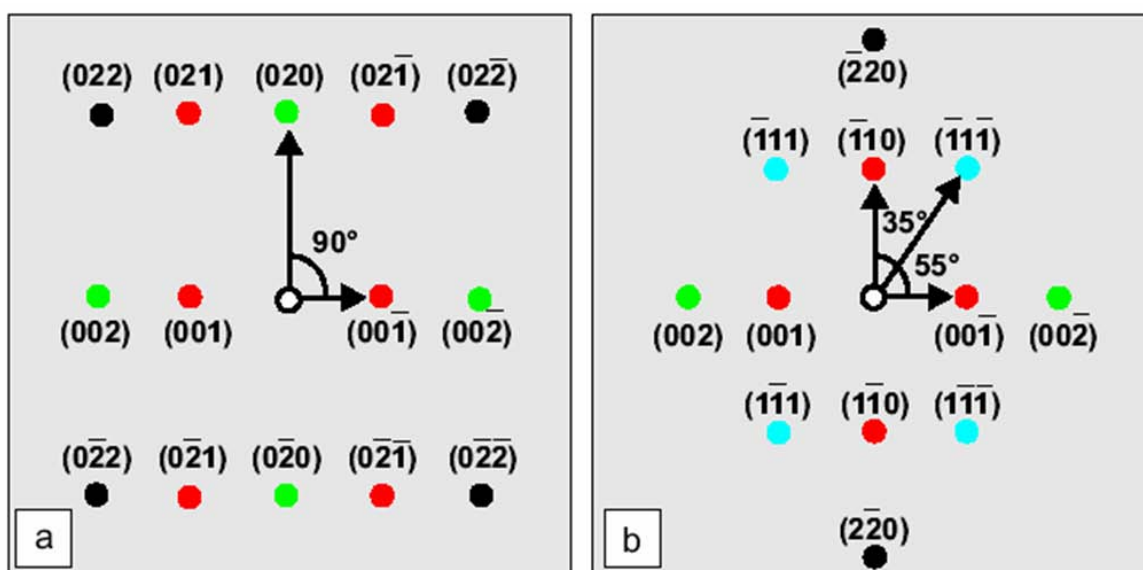 (022) (021) (020) (021̅) (022̅)
90°
(002) (001) (001̅) (002̅)
(02̅2) (02̅1) (02̅0) (02̅1̅) (02̅2̅)
a
(2̅20)
(1̅11) (1̅10) (1̅11̅)
35°
55°
(002) (001) (001̅) (002̅)
(11̅1) (11̅0) (11̅1̅)
(22̅0)
b